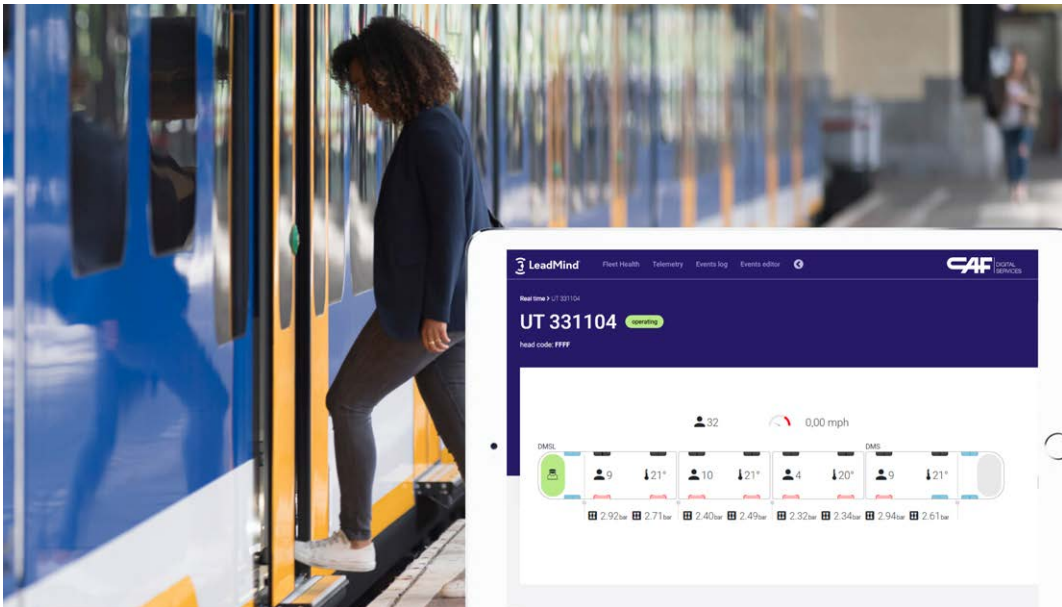 LeadMind Fleet Health Telemetry Events log Events editor CAF DIGITAL SERVICES
Real time > UT 331104
UT 331104 operating
head code: FFFF
32 0,00 mph
DMSL DMS
9 21° 10 21° 4 20° 9 21°
2.92bar 2.71bar 2.40bar 2.49bar 2.32bar 2.34bar 2.94bar 2.61bar